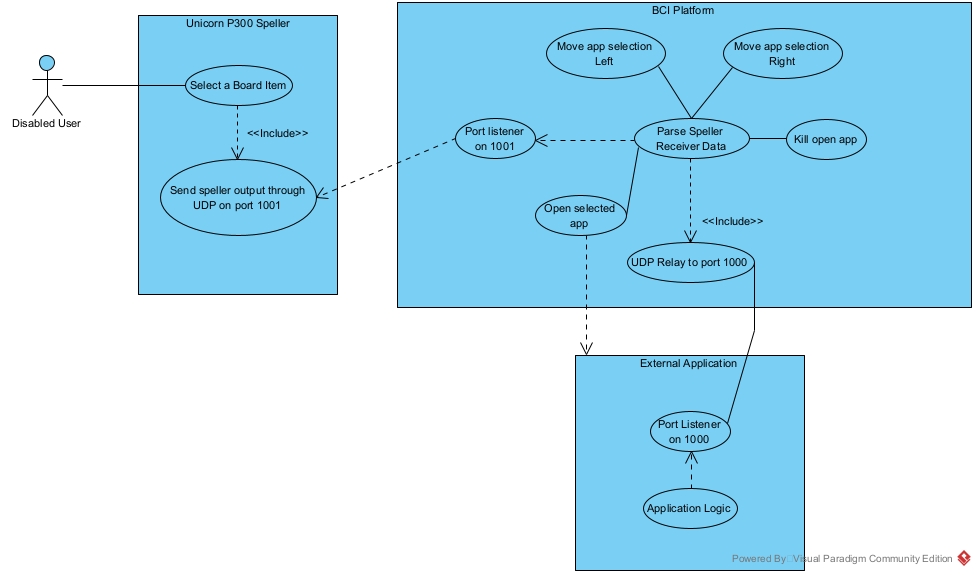 Unicorn P300 Speller
BCI Platform
Move app selection
Left
Move app selection
Right
Disabled User
Select a Board Item
<<Include>>
Port listener
on 1001
Parse Speller
Receiver Data
Kill open app
Send speller output through
UDP on port 1001
Open selected
app
<<Include>>
UDP Relay to port 1000
External Application
Port Listener
on 1000
Application Logic
Powered By Visual Paradigm Community Edition